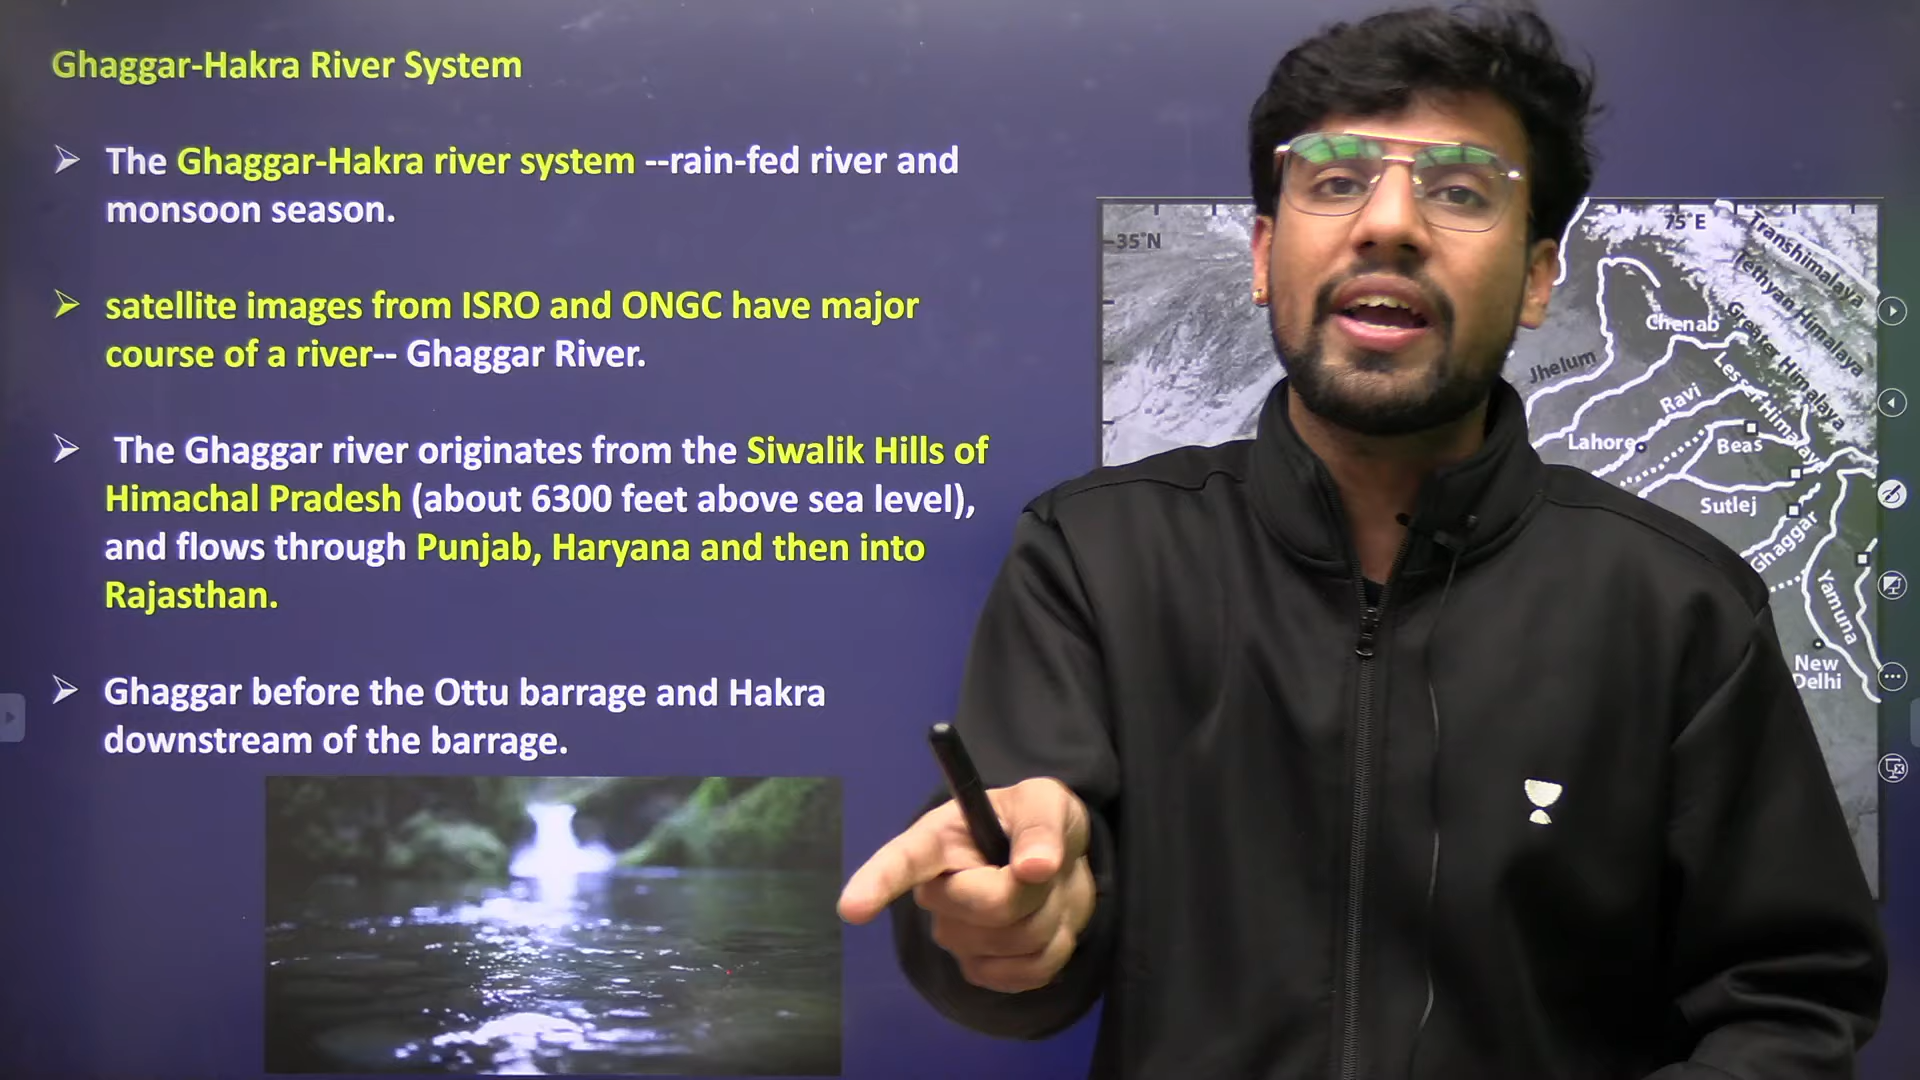 Ghaggar-Hakra River System
The Ghaggar-Hakra river system --rain-fed river and
monsoon season.
satellite images from ISRO and ONGC have major
course of a river-- Ghaggar River.
The Ghaggar river originates from the Siwalik Hills of
Himachal Pradesh (about 6300 feet above sea level),
and flows through Punjab, Haryana and then into
Rajasthan.
Ghaggar before the Ottu barrage and Hakra
downstream of the barrage.
35°N
75°E
Transhimalaya
Tethyan Himalaya
Greater Himalaya
Lesser Himalaya
Chenab
Jhelum
Ravi
Lahore
Beas
Sutlej
Ghaggar
Yamuna
New
Delhi